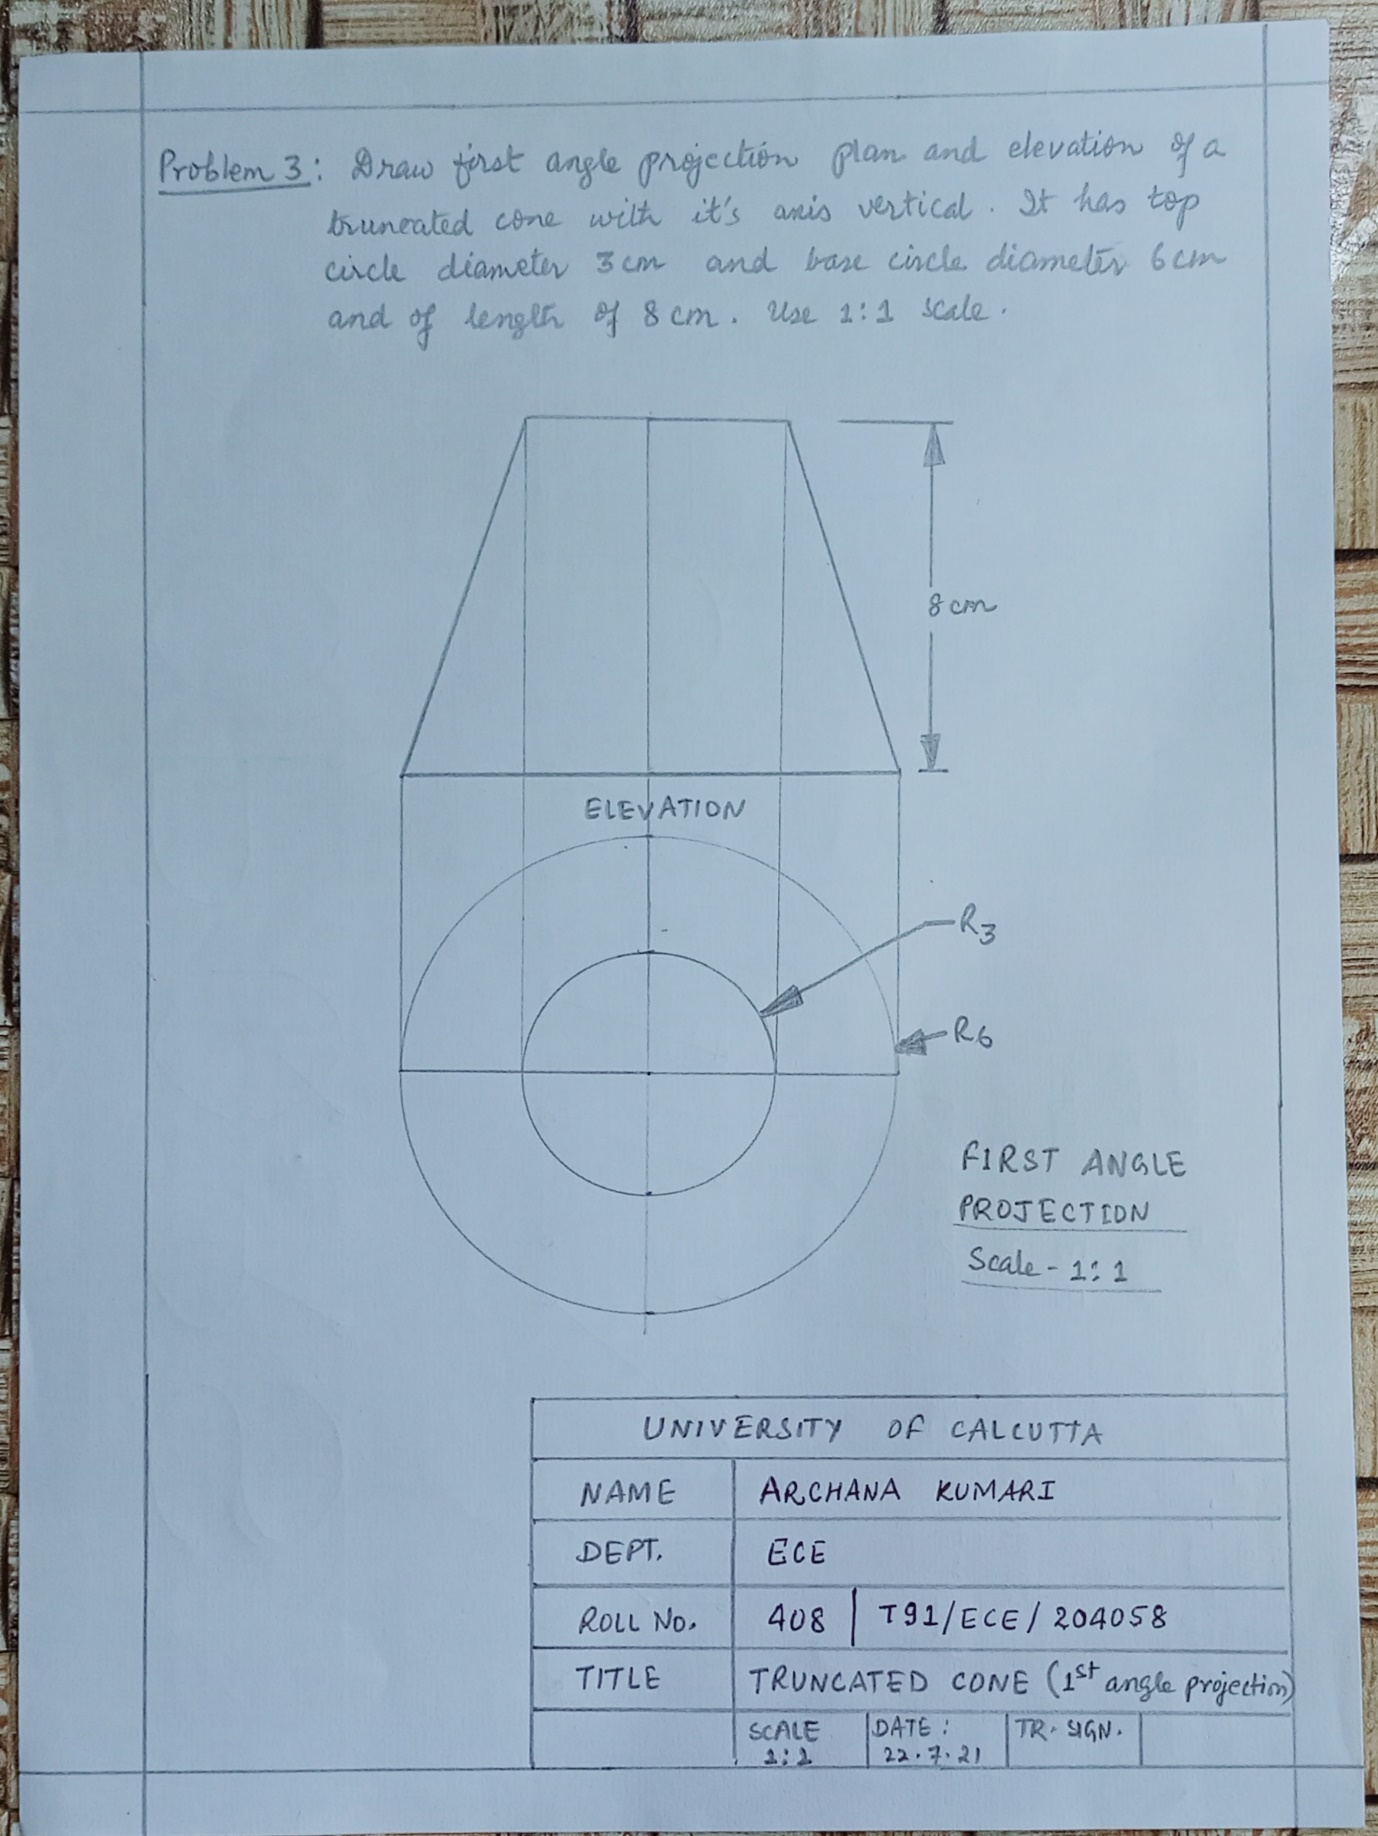 Problem 3: Draw first angle projection plan and elevation of a
truncated cone with it's axis vertical. It has top
circle diameter 3 cm and base circle diameter 6 cm
and of length of 8 cm. Use 1:1 scale.
8 cm
ELEVATION
R3
R6
FIRST ANGLE
PROJECTION
Scale - 1:1
UNIVERSITY OF CALCUTTA
NAME ARCHANA KUMARI
DEPT. ECE
ROLL NO. 408 | T91/ECE/204058
TITLE TRUNCATED CONE (1st angle projection)
SCALE DATE: TR. SIGN.
1:1 22.7.21